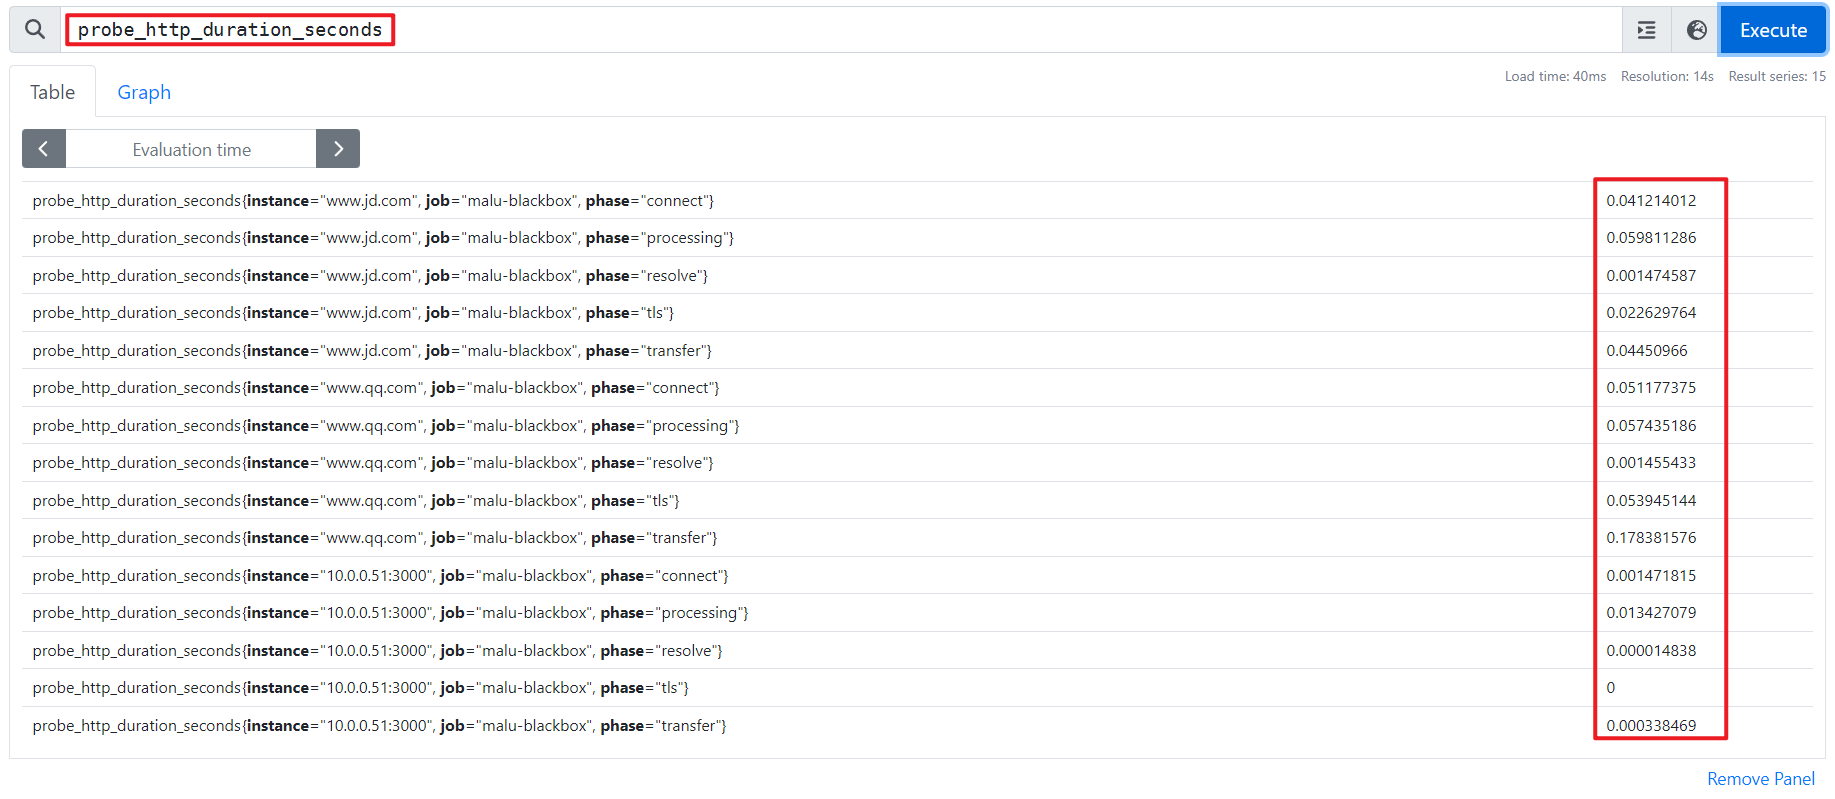 probe_http_duration_seconds Execute
Load time: 40ms Resolution: 14s Result series: 15
Table Graph
Evaluation time
probe_http_duration_seconds{instance="www.jd.com", job="malu-blackbox", phase="connect"} 0.041214012
probe_http_duration_seconds{instance="www.jd.com", job="malu-blackbox", phase="processing"} 0.059811286
probe_http_duration_seconds{instance="www.jd.com", job="malu-blackbox", phase="resolve"} 0.001474587
probe_http_duration_seconds{instance="www.jd.com", job="malu-blackbox", phase="tls"} 0.022629764
probe_http_duration_seconds{instance="www.jd.com", job="malu-blackbox", phase="transfer"} 0.04450966
probe_http_duration_seconds{instance="www.qq.com", job="malu-blackbox", phase="connect"} 0.051177375
probe_http_duration_seconds{instance="www.qq.com", job="malu-blackbox", phase="processing"} 0.057435186
probe_http_duration_seconds{instance="www.qq.com", job="malu-blackbox", phase="resolve"} 0.001455433
probe_http_duration_seconds{instance="www.qq.com", job="malu-blackbox", phase="tls"} 0.053945144
probe_http_duration_seconds{instance="www.qq.com", job="malu-blackbox", phase="transfer"} 0.178381576
probe_http_duration_seconds{instance="10.0.0.51:3000", job="malu-blackbox", phase="connect"} 0.001471815
probe_http_duration_seconds{instance="10.0.0.51:3000", job="malu-blackbox", phase="processing"} 0.013427079
probe_http_duration_seconds{instance="10.0.0.51:3000", job="malu-blackbox", phase="resolve"} 0.000014838
probe_http_duration_seconds{instance="10.0.0.51:3000", job="malu-blackbox", phase="tls"} 0
probe_http_duration_seconds{instance="10.0.0.51:3000", job="malu-blackbox", phase="transfer"} 0.000338469
Remove Panel